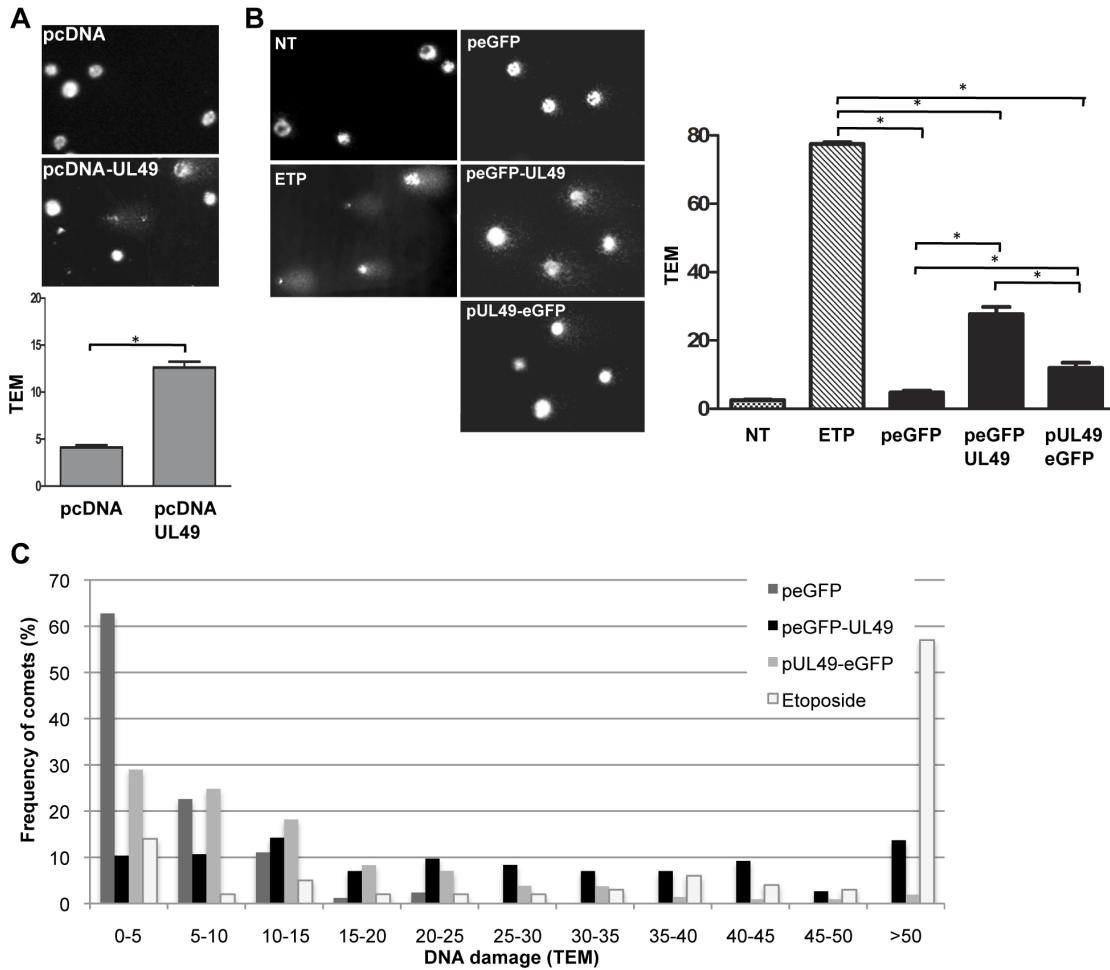 A
pcDNA
pcDNA-UL49
20
15
10
5
0
TEM
*
pcDNA
pcDNA
UL49
B
NT
peGFP
ETP
peGFP-UL49
pUL49-eGFP
80
60
40
20
0
TEM
*
*
*
*
*
*
NT
ETP
peGFP
peGFP
UL49
pUL49
eGFP
C
70
60
50
40
30
20
10
0
Frequency of comets (%)
peGFP
peGFP-UL49
pUL49-eGFP
Etoposide
0-5 5-10 10-15 15-20 20-25 25-30 30-35 35-40 40-45 45-50 >50
DNA damage (TEM)